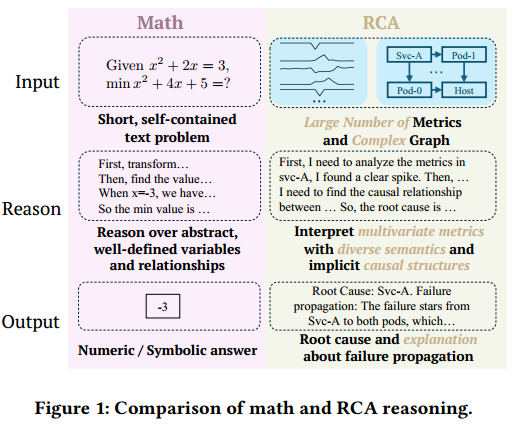 Math
RCA
Input
Given x² + 2x = 3,
min x² + 4x + 5 =?
Short, self-contained
text problem
...
Svc-A
Pod-1
...
Pod-0
Host
Large Number of Metrics
and Complex Graph
Reason
First, transform…
Then, find the value…
When x=-3, we have…
So the min value is …
Reason over abstract,
well-defined variables
and relationships
First, I need to analyze the metrics in
svc-A, I found a clear spike. Then, …
I need to find the causal relationship
between … So, the root cause is …
Interpret multivariate metrics
with diverse semantics and
implicit causal structures
Output
-3
Numeric / Symbolic answer
Root Cause: Svc-A. Failure
propagation: The failure stars from
Svc-A to both pods, which…
Root cause and explanation
about failure propagation
Figure 1: Comparison of math and RCA reasoning.